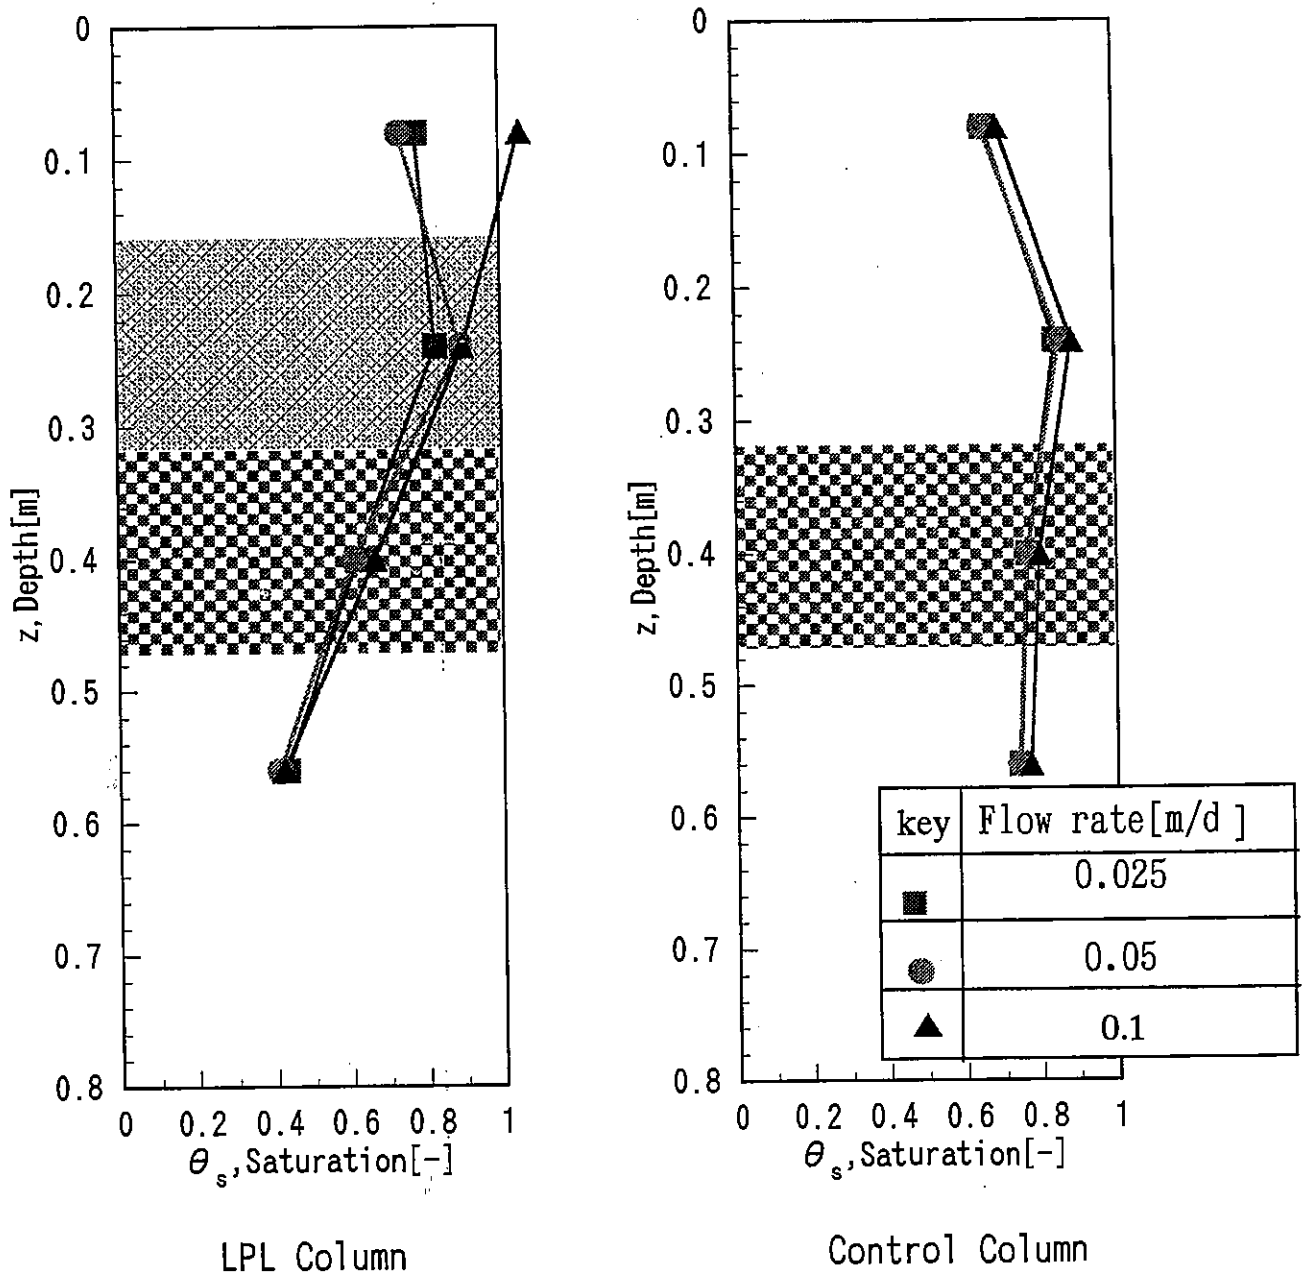 0
0.1
0.2
0.3
0.4
0.5
0.6
0.7
0.8
z,Depth[m]
0 0.2 0.4 0.6 0.8 1
θs,Saturation[-]
LPL Column
0
0.1
0.2
0.3
0.4
0.5
0.6
0.7
0.8
z,Depth[m]
0 0.2 0.4 0.6 0.8 1
θs,Saturation[-]
Control Column
key Flow rate[m/d ]
0.025
0.05
0.1